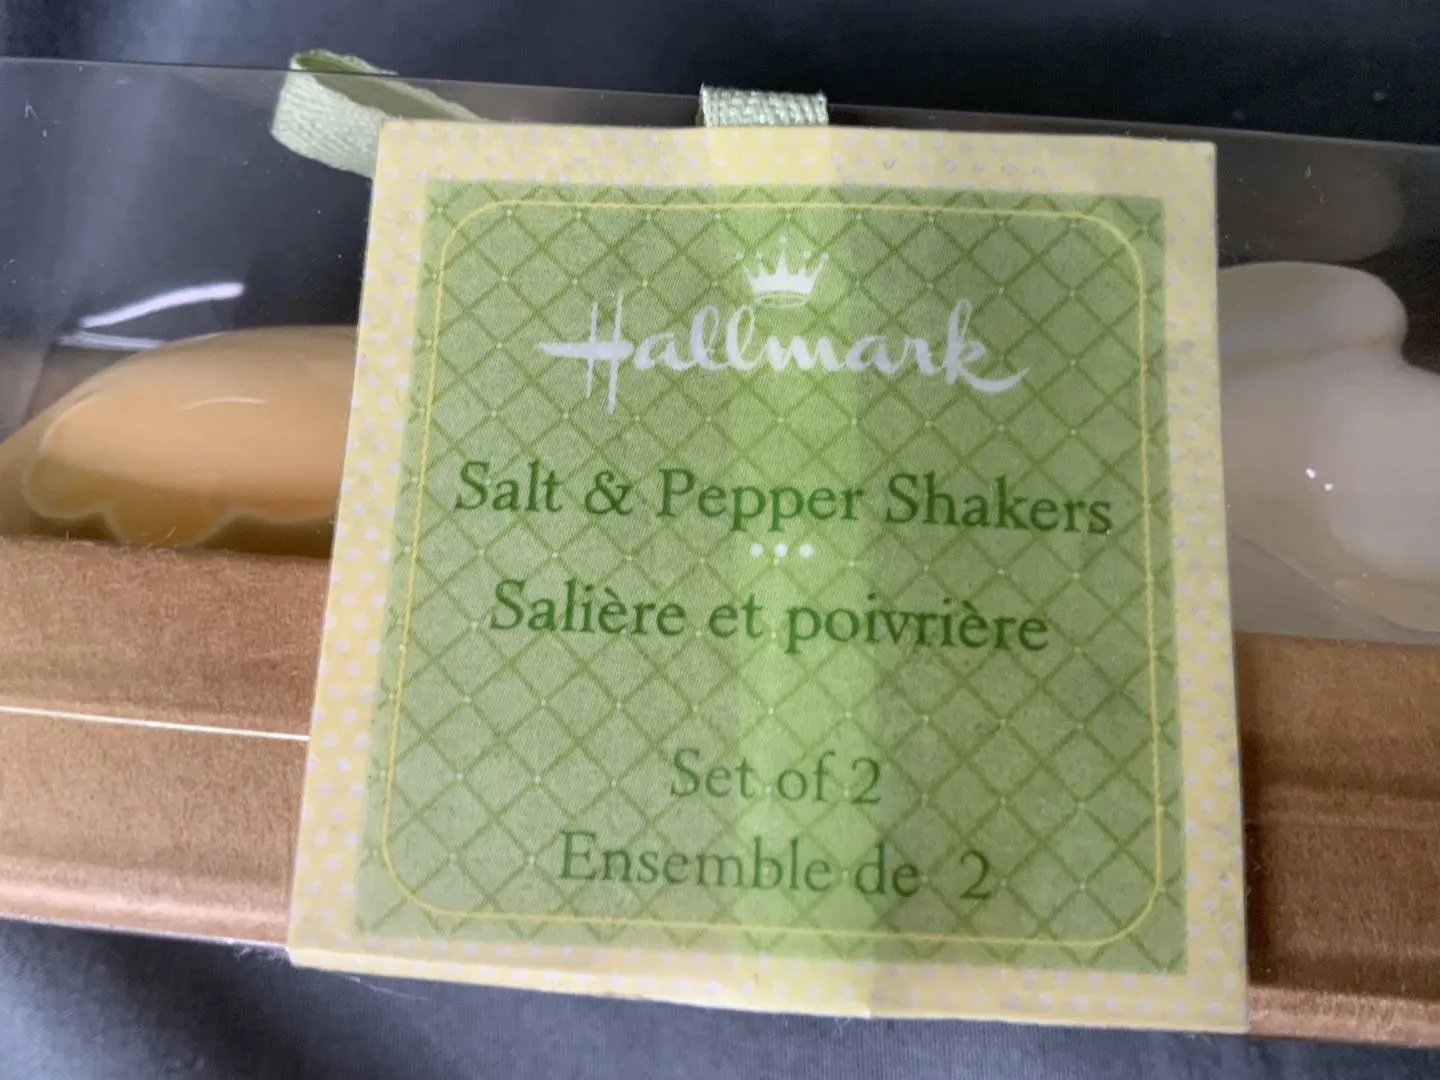 Hallmark
Salt & Pepper Shakers
Salière et poivrière
Set of 2
Ensemble de 2